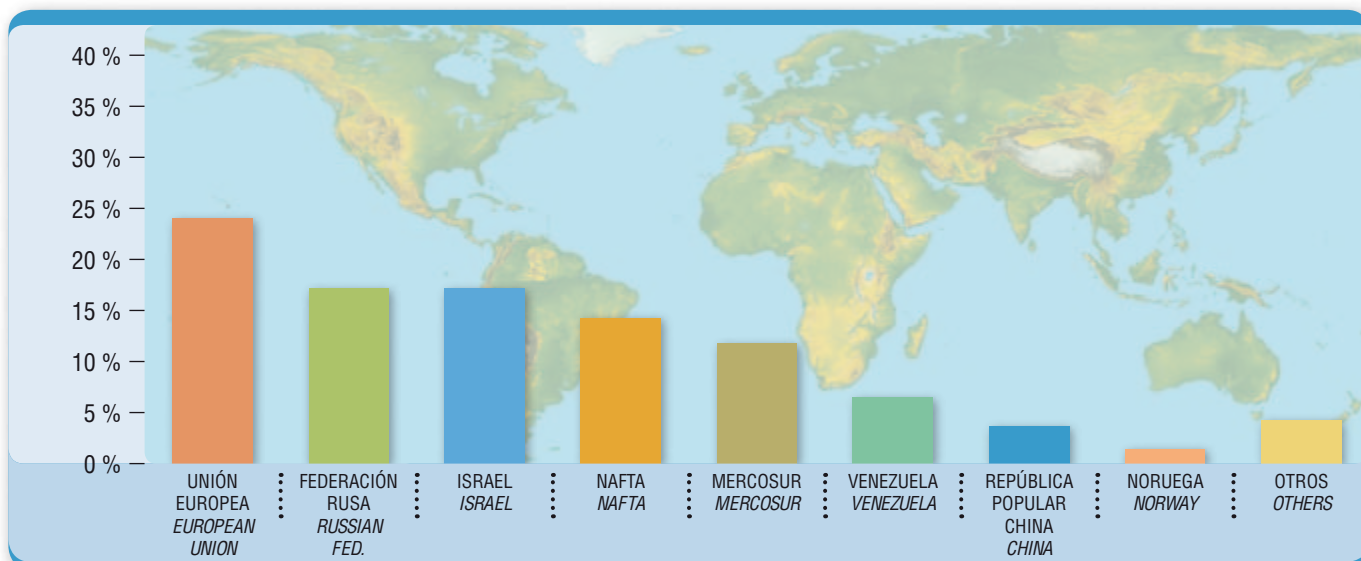 40 %
35 %
30 %
25 %
20 %
15 %
10 %
5 %
0 %
UNIÓN
EUROPEA
EUROPEAN
UNION
FEDERACIÓN
RUSA
RUSSIAN
FED.
ISRAEL
ISRAEL
NAFTA
NAFTA
MERCOSUR
MERCOSUR
VENEZUELA
VENEZUELA
REPÚBLICA
POPULAR
CHINA
CHINA
NORUEGA
NORWAY
OTROS
OTHERS